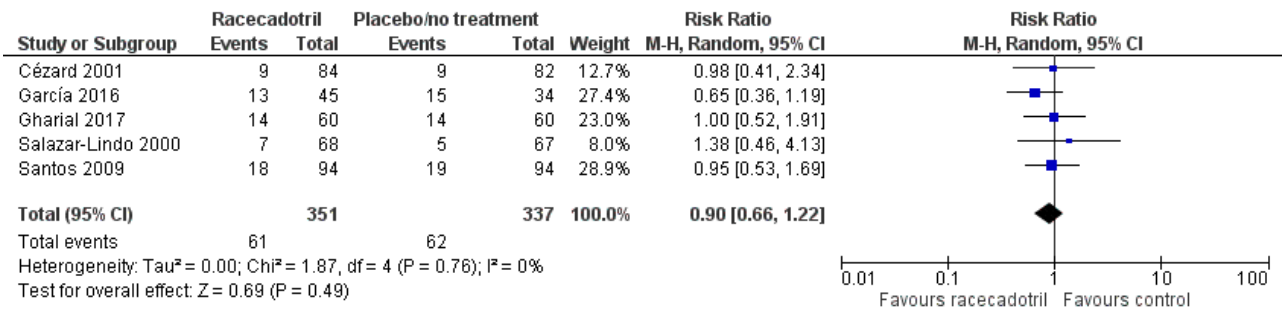 Racecadotril Placebo/no treatment Risk Ratio Risk Ratio
Study or Subgroup Events Total Events Total Weight M-H, Random, 95% CI M-H, Random, 95% CI
Cézard 2001 9 84 9 82 12.7% 0.98 [0.41, 2.34]
García 2016 13 45 15 34 27.4% 0.65 [0.36, 1.19]
Gharial 2017 14 60 14 60 23.0% 1.00 [0.52, 1.91]
Salazar-Lindo 2000 7 68 5 67 8.0% 1.38 [0.46, 4.13]
Santos 2009 18 94 19 94 28.9% 0.95 [0.53, 1.69]
Total (95% CI) 351 337 100.0% 0.90 [0.66, 1.22]
Total events 61 62
Heterogeneity: Tau² = 0.00; Chi² = 1.87, df = 4 (P = 0.76); I² = 0%
Test for overall effect: Z = 0.69 (P = 0.49)
0.01 0.1 1 10 100
Favours racecadotril Favours control